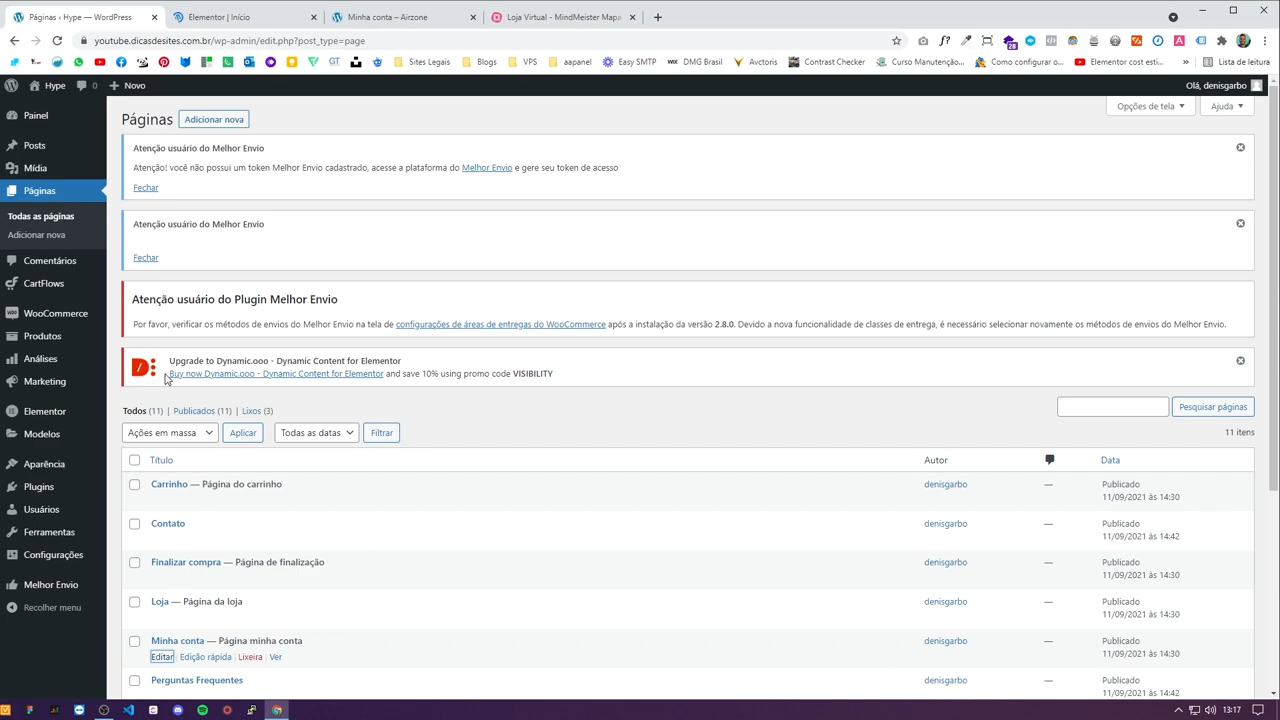 Páginas ‹ Hype — WordPress
Elementor | Início
Minha conta – Airzone
Loja Virtual - MindMeister Mapa
youtube.dicasdesites.com.br/wp-admin/edit.php?post_type=page
28
Sites Legais
Blogs
VPS
aapanel
Easy SMTP
DMG Brasil
Avctoris
Contrast Checker
Curso Manutenção...
Como configurar o...
Elementor cost esti...
Lista de leitura
Hype
0
Novo
Olá, denisgarbo
Painel
Posts
Mídia
Páginas
Todas as páginas
Adicionar nova
Comentários
CartFlows
WooCommerce
Produtos
Análises
Marketing
Elementor
Modelos
Aparência
Plugins
Usuários
Ferramentas
Configurações
Melhor Envio
Recolher menu
Páginas
Adicionar nova
Opções de tela
Ajuda
Atenção usuário do Melhor Envio
Atenção! você não possui um token Melhor Envio cadastrado, acesse a plataforma do Melhor Envio e gere seu token de acesso
Fechar
Atenção usuário do Melhor Envio
Fechar
Atenção usuário do Plugin Melhor Envio
Por favor, verificar os métodos de envios do Melhor Envio na tela de configurações de áreas de entregas do WooCommerce após a instalação da versão 2.8.0. Devido a nova funcionalidade de classes de entrega, é necessário selecionar novamente os métodos de envios do Melhor Envio.
Upgrade to Dynamic.ooo - Dynamic Content for Elementor
Buy now Dynamic.ooo - Dynamic Content for Elementor and save 10% using promo code VISIBILITY
Todos (11) | Publicados (11) | Lixos (3)
Pesquisar páginas
Ações em massa
Aplicar
Todas as datas
Filtrar
11 itens
Título
Autor
Data
Carrinho — Página do carrinho
denisgarbo
—
Publicado
11/09/2021 às 14:30
Contato
denisgarbo
—
Publicado
11/09/2021 às 14:42
Finalizar compra — Página de finalização
denisgarbo
—
Publicado
11/09/2021 às 14:30
Loja — Página da loja
denisgarbo
—
Publicado
11/09/2021 às 14:30
Minha conta — Página minha conta
Editar | Edição rápida | Lixeira | Ver
denisgarbo
—
Publicado
11/09/2021 às 14:30
Perguntas Frequentes
denisgarbo
—
Publicado
11/09/2021 às 14:42
13:17